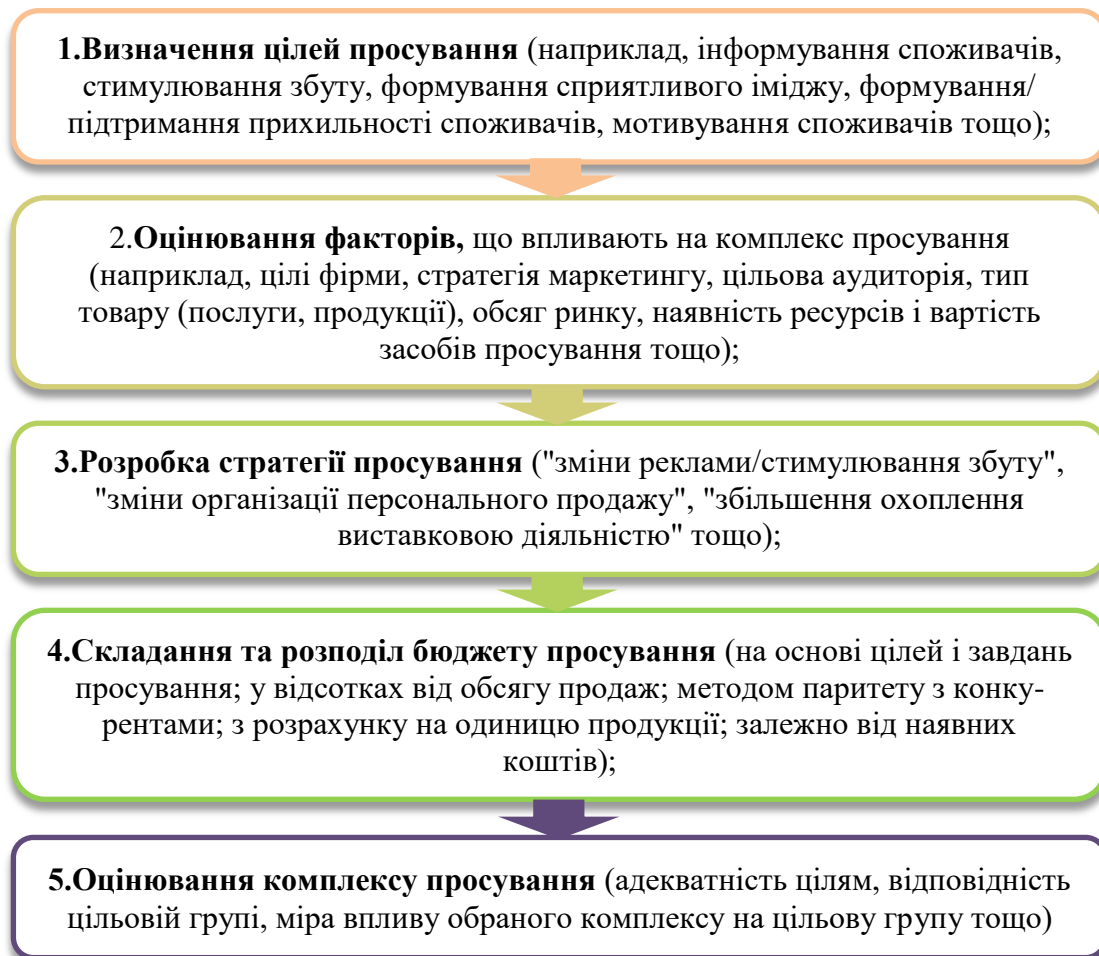 1.Визначення цілей просування (наприклад, інформування споживачів,
стимулювання збуту, формування сприятливого іміджу, формування/
підтримання прихильності споживачів, мотивування споживачів тощо);
2.Оцінювання факторів, що впливають на комплекс просування
(наприклад, цілі фірми, стратегія маркетингу, цільова аудиторія, тип
товару (послуги, продукції), обсяг ринку, наявність ресурсів і вартість
засобів просування тощо);
3.Розробка стратегії просування ("зміни реклами/стимулювання збуту",
"зміни організації персонального продажу", "збільшення охоплення
виставковою діяльністю" тощо);
4.Складання та розподіл бюджету просування (на основі цілей і завдань
просування; у відсотках від обсягу продаж; методом паритету з конку-
рентами; з розрахунку на одиницю продукції; залежно від наявних
коштів);
5.Оцінювання комплексу просування (адекватність цілям, відповідність
цільовій групі, міра впливу обраного комплексу на цільову групу тощо)